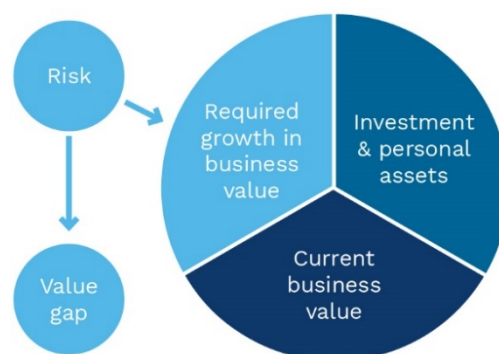 Risk
Required
growth in
business
value
Investment
& personal
assets
Value
gap
Current
business
value